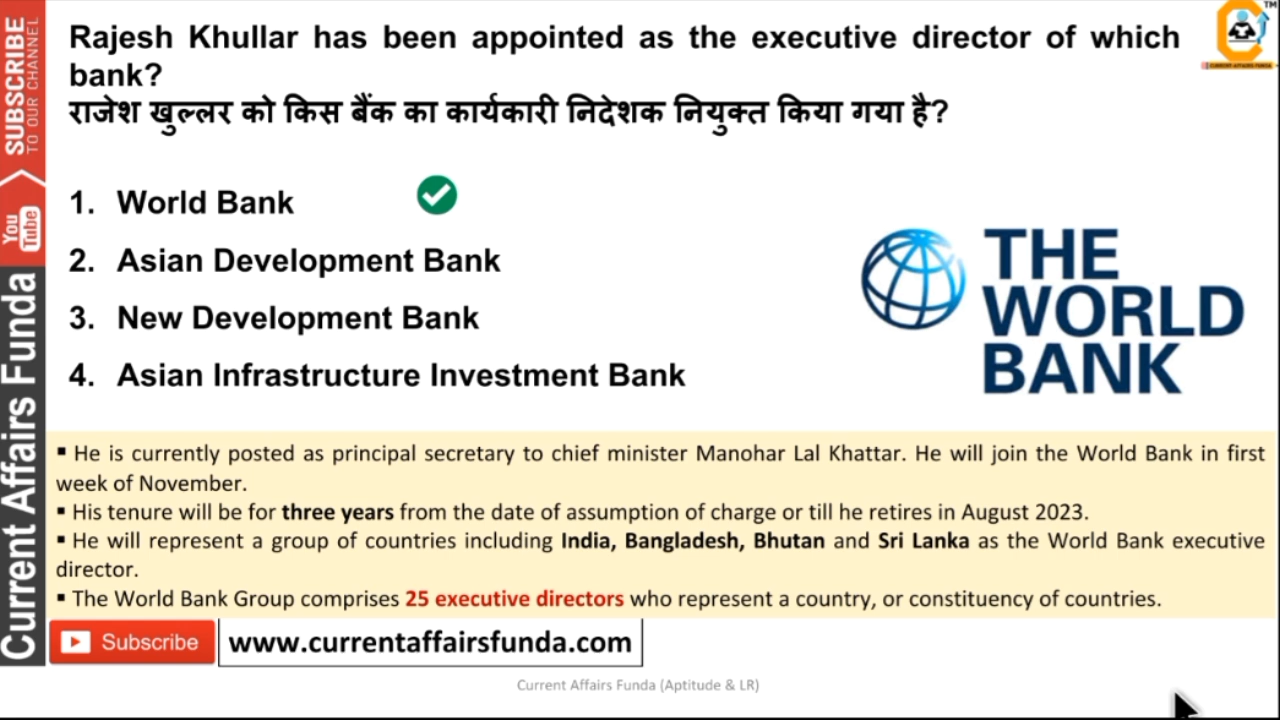 Rajesh Khullar has been appointed as the executive director of which
bank?
राजेश खुल्लर को किस बैंक का कार्यकारी निदेशक नियुक्त किया गया है?
1. World Bank
2. Asian Development Bank
3. New Development Bank
4. Asian Infrastructure Investment Bank
THE
WORLD
BANK
▪ He is currently posted as principal secretary to chief minister Manohar Lal Khattar. He will join the World Bank in first
week of November.
▪ His tenure will be for three years from the date of assumption of charge or till he retires in August 2023.
▪ He will represent a group of countries including India, Bangladesh, Bhutan and Sri Lanka as the World Bank executive
director.
▪ The World Bank Group comprises 25 executive directors who represent a country, or constituency of countries.
Subscribe
www.currentaffairsfunda.com
Current Affairs Funda (Aptitude & LR)
SUBSCRIBE
TO OUR CHANNEL
You
Tube
Current Affairs Funda
TM
CURRENT-AFFAIRS-FUNDA